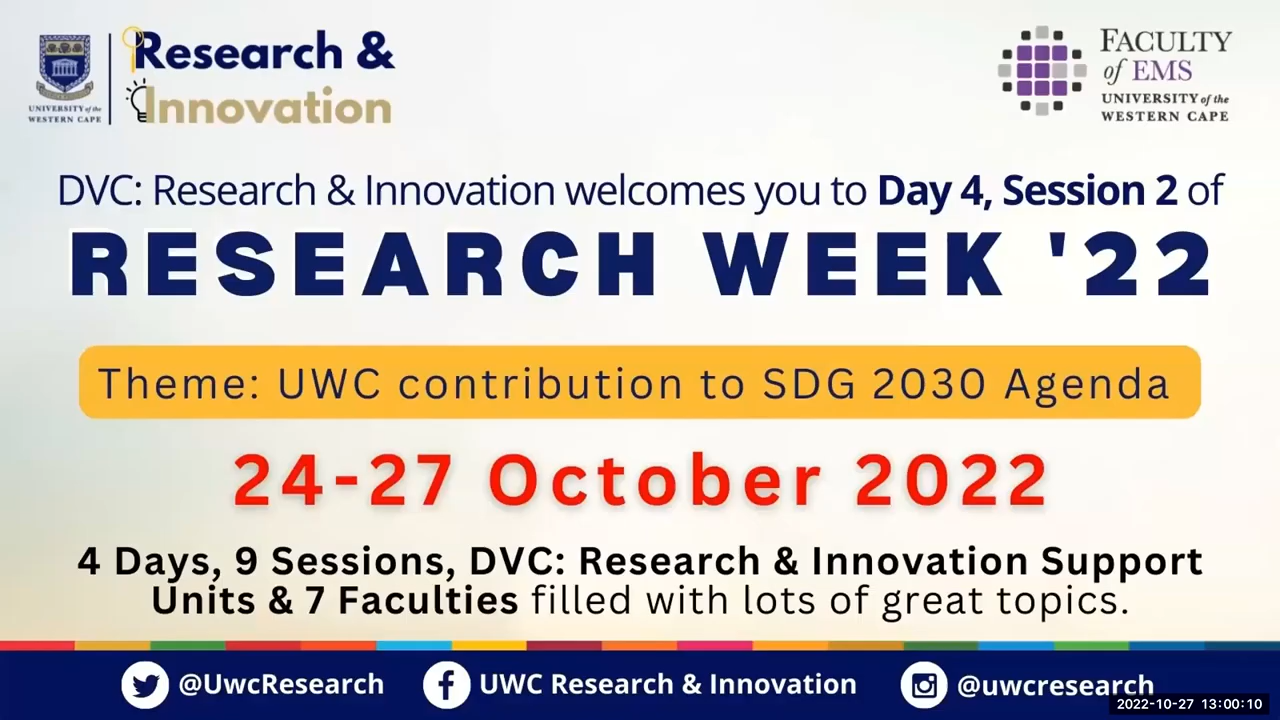 UNIVERSITY of the
WESTERN CAPE
Research &
Innovation
FACULTY
of EMS
UNIVERSITY of the
WESTERN CAPE
DVC: Research & Innovation welcomes you to Day 4, Session 2 of
RESEARCH WEEK '22
Theme: UWC contribution to SDG 2030 Agenda
24-27 October 2022
4 Days, 9 Sessions, DVC: Research & Innovation Support
Units & 7 Faculties filled with lots of great topics.
@UwcResearch
UWC Research & Innovation
@uwcresearch
2022-10-27 13:00:10